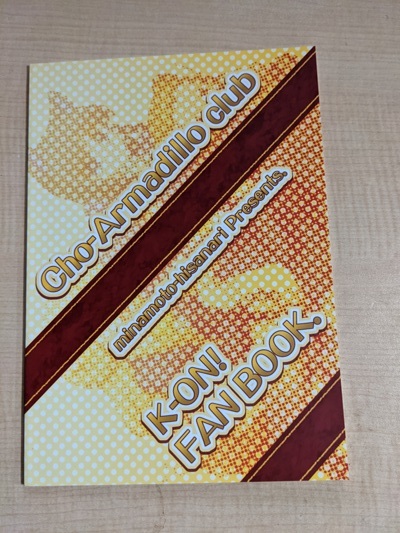 Cho-Armadillo club
minamoto-hisanari Presents.
K-ON!
FAN BOOK.